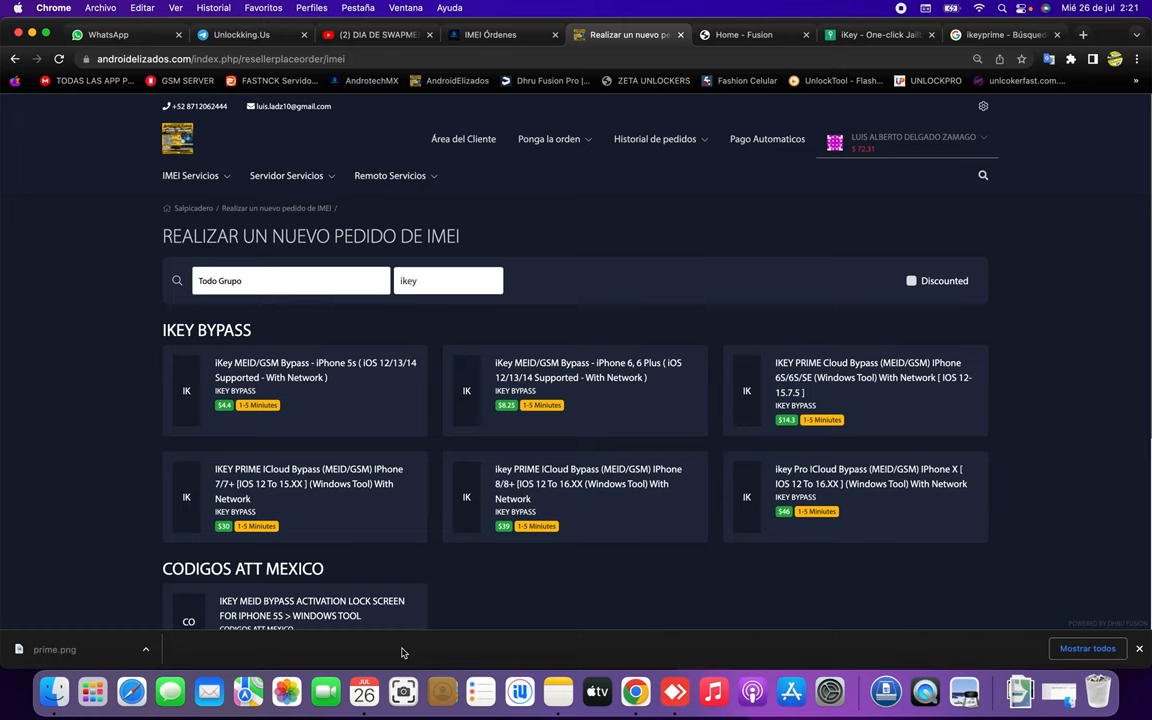 Chrome Archivo Editar Ver Historial Favoritos Perfiles Pestaña Ventana Ayuda Mié 26 de jul 2:21
WhatsApp × Unlockking.Us × (2) DIA DE SWAPME × IMEI Órdenes × Realizar un nuevo pe × Home - Fusion × iKey - One-click Jail × ikeyprime - Búsqued × +
androidelizados.com/index.php/resellerplaceorder/imei
TODAS LAS APP P... GSM SERVER FASTNCK Servido... AndrotechMX AndroidElizados Dhru Fusion Pro |... ZETA UNLOCKERS Fashion Celular UnlockTool - Flash... UNLOCKPRO unlcokerfast.com.... »
+52 8712062444 luis.ladz10@gmail.com
Área del Cliente Ponga la orden Historial de pedidos Pago Automaticos LUIS ALBERTO DELGADO ZAMAGO
$ 72.31
IMEI Servicios Servidor Servicios Remoto Servicios
Salpicadero / Realizar un nuevo pedido de IMEI /
REALIZAR UN NUEVO PEDIDO DE IMEI
Todo Grupo ikey Discounted
IKEY BYPASS
IK
iKey MEID/GSM Bypass - iPhone 5s ( iOS 12/13/14
Supported - With Network )
IKEY BYPASS
$4.4 1-5 Miniutes
IK
iKey MEID/GSM Bypass - iPhone 6, 6 Plus ( iOS
12/13/14 Supported - With Network )
IKEY BYPASS
$8.25 1-5 Miniutes
IK
IKEY PRIME Cloud Bypass (MEID/GSM) IPhone
6S/6S/SE (Windows Tool) With Network [ IOS 12-
15.7.5 ]
IKEY BYPASS
$14.3 1-5 Miniutes
IK
IKEY PRIME ICloud Bypass (MEID/GSM) IPhone
7/7+ [IOS 12 To 15.XX ] (Windows Tool) With
Network
IKEY BYPASS
$30 1-5 Miniutes
IK
ikey PRIME ICloud Bypass (MEID/GSM) IPhone
8/8+ [IOS 12 To 16.XX (Windows Tool) With
Network
IKEY BYPASS
$39 1-5 Miniutes
IK
ikey Pro ICloud Bypass (MEID/GSM) IPhone X [
IOS 12 To 16.XX ] (Windows Tool) With Network
IKEY BYPASS
$46 1-5 Miniutes
CODIGOS ATT MEXICO
CO
IKEY MEID BYPASS ACTIVATION LOCK SCREEN
FOR IPHONE 5S > WINDOWS TOOL
CODIGOS ATT MEXICO
POWERED BY DHRU FUSION
prime.png Mostrar todos
JUL
26